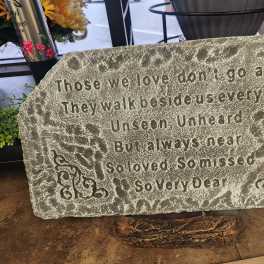 Those we love don't go a
They walk beside us every
Unseen, Unheard
But always near
So loved, So missed
So Very Dear